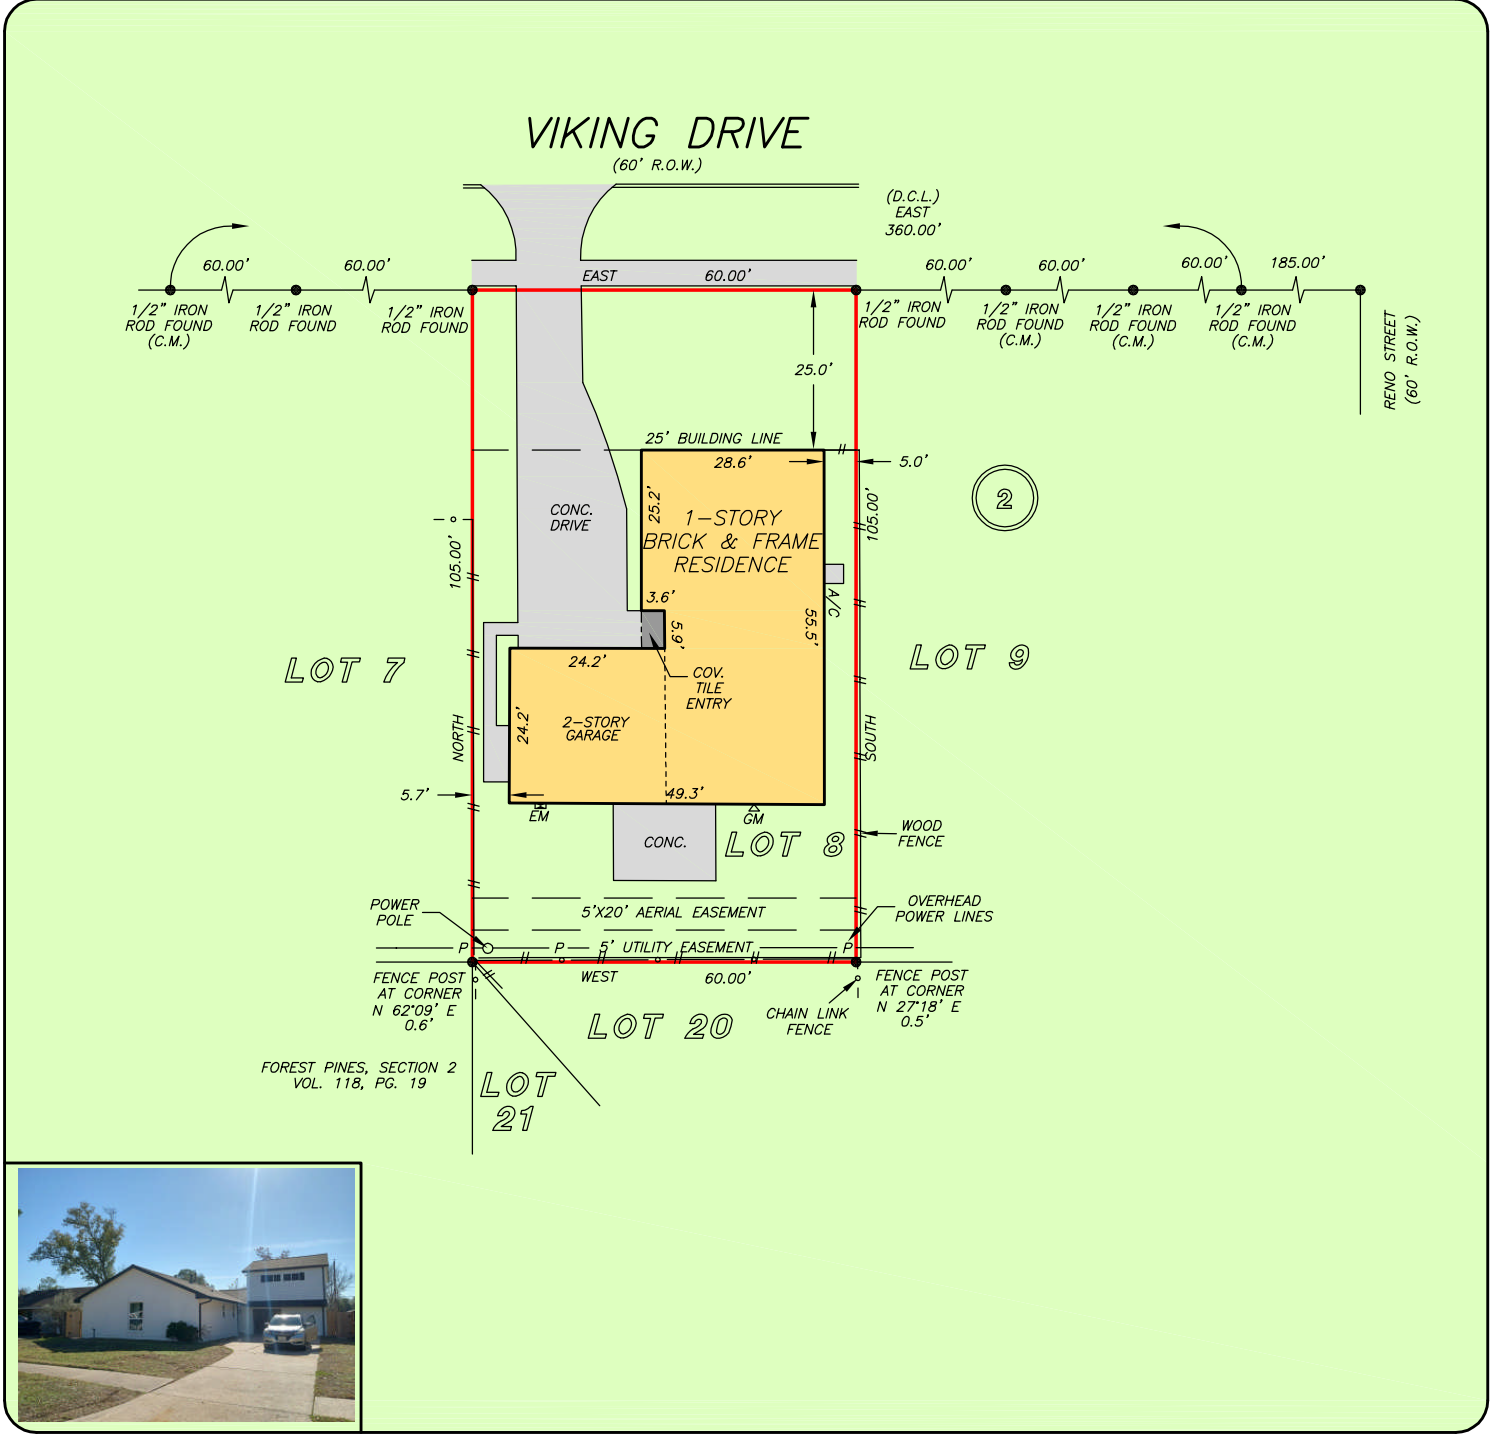 VIKING DRIVE
(60' R.O.W.)
(D.C.L.)
EAST
360.00'
60.00'
60.00'
EAST
60.00'
60.00'
60.00'
60.00'
185.00'
1/2" IRON
ROD FOUND
(C.M.)
1/2" IRON
ROD FOUND
1/2" IRON
ROD FOUND
1/2" IRON
ROD FOUND
1/2" IRON
ROD FOUND
(C.M.)
1/2" IRON
ROD FOUND
(C.M.)
1/2" IRON
ROD FOUND
(C.M.)
RENO STREET
(60' R.O.W.)
25.0'
25' BUILDING LINE
28.6'
5.0'
25.2'
105.00'
2
CONC.
DRIVE
1-STORY
BRICK & FRAME
RESIDENCE
105.00'
3.6'
A/C
5.9'
55.5'
LOT 7
LOT 9
24.2'
COV.
TILE
ENTRY
24.2'
2-STORY
GARAGE
NORTH
SOUTH
5.7'
49.3'
EM
GM
CONC.
LOT 8
WOOD
FENCE
POWER
POLE
5'X20' AERIAL EASEMENT
OVERHEAD
POWER LINES
P
P
5' UTILITY EASEMENT
P
WEST
60.00'
FENCE POST
AT CORNER
N 62°09' E
0.6'
FENCE POST
AT CORNER
N 27°18' E
0.5'
CHAIN LINK
FENCE
LOT 20
FOREST PINES, SECTION 2
VOL. 118, PG. 19
LOT
21